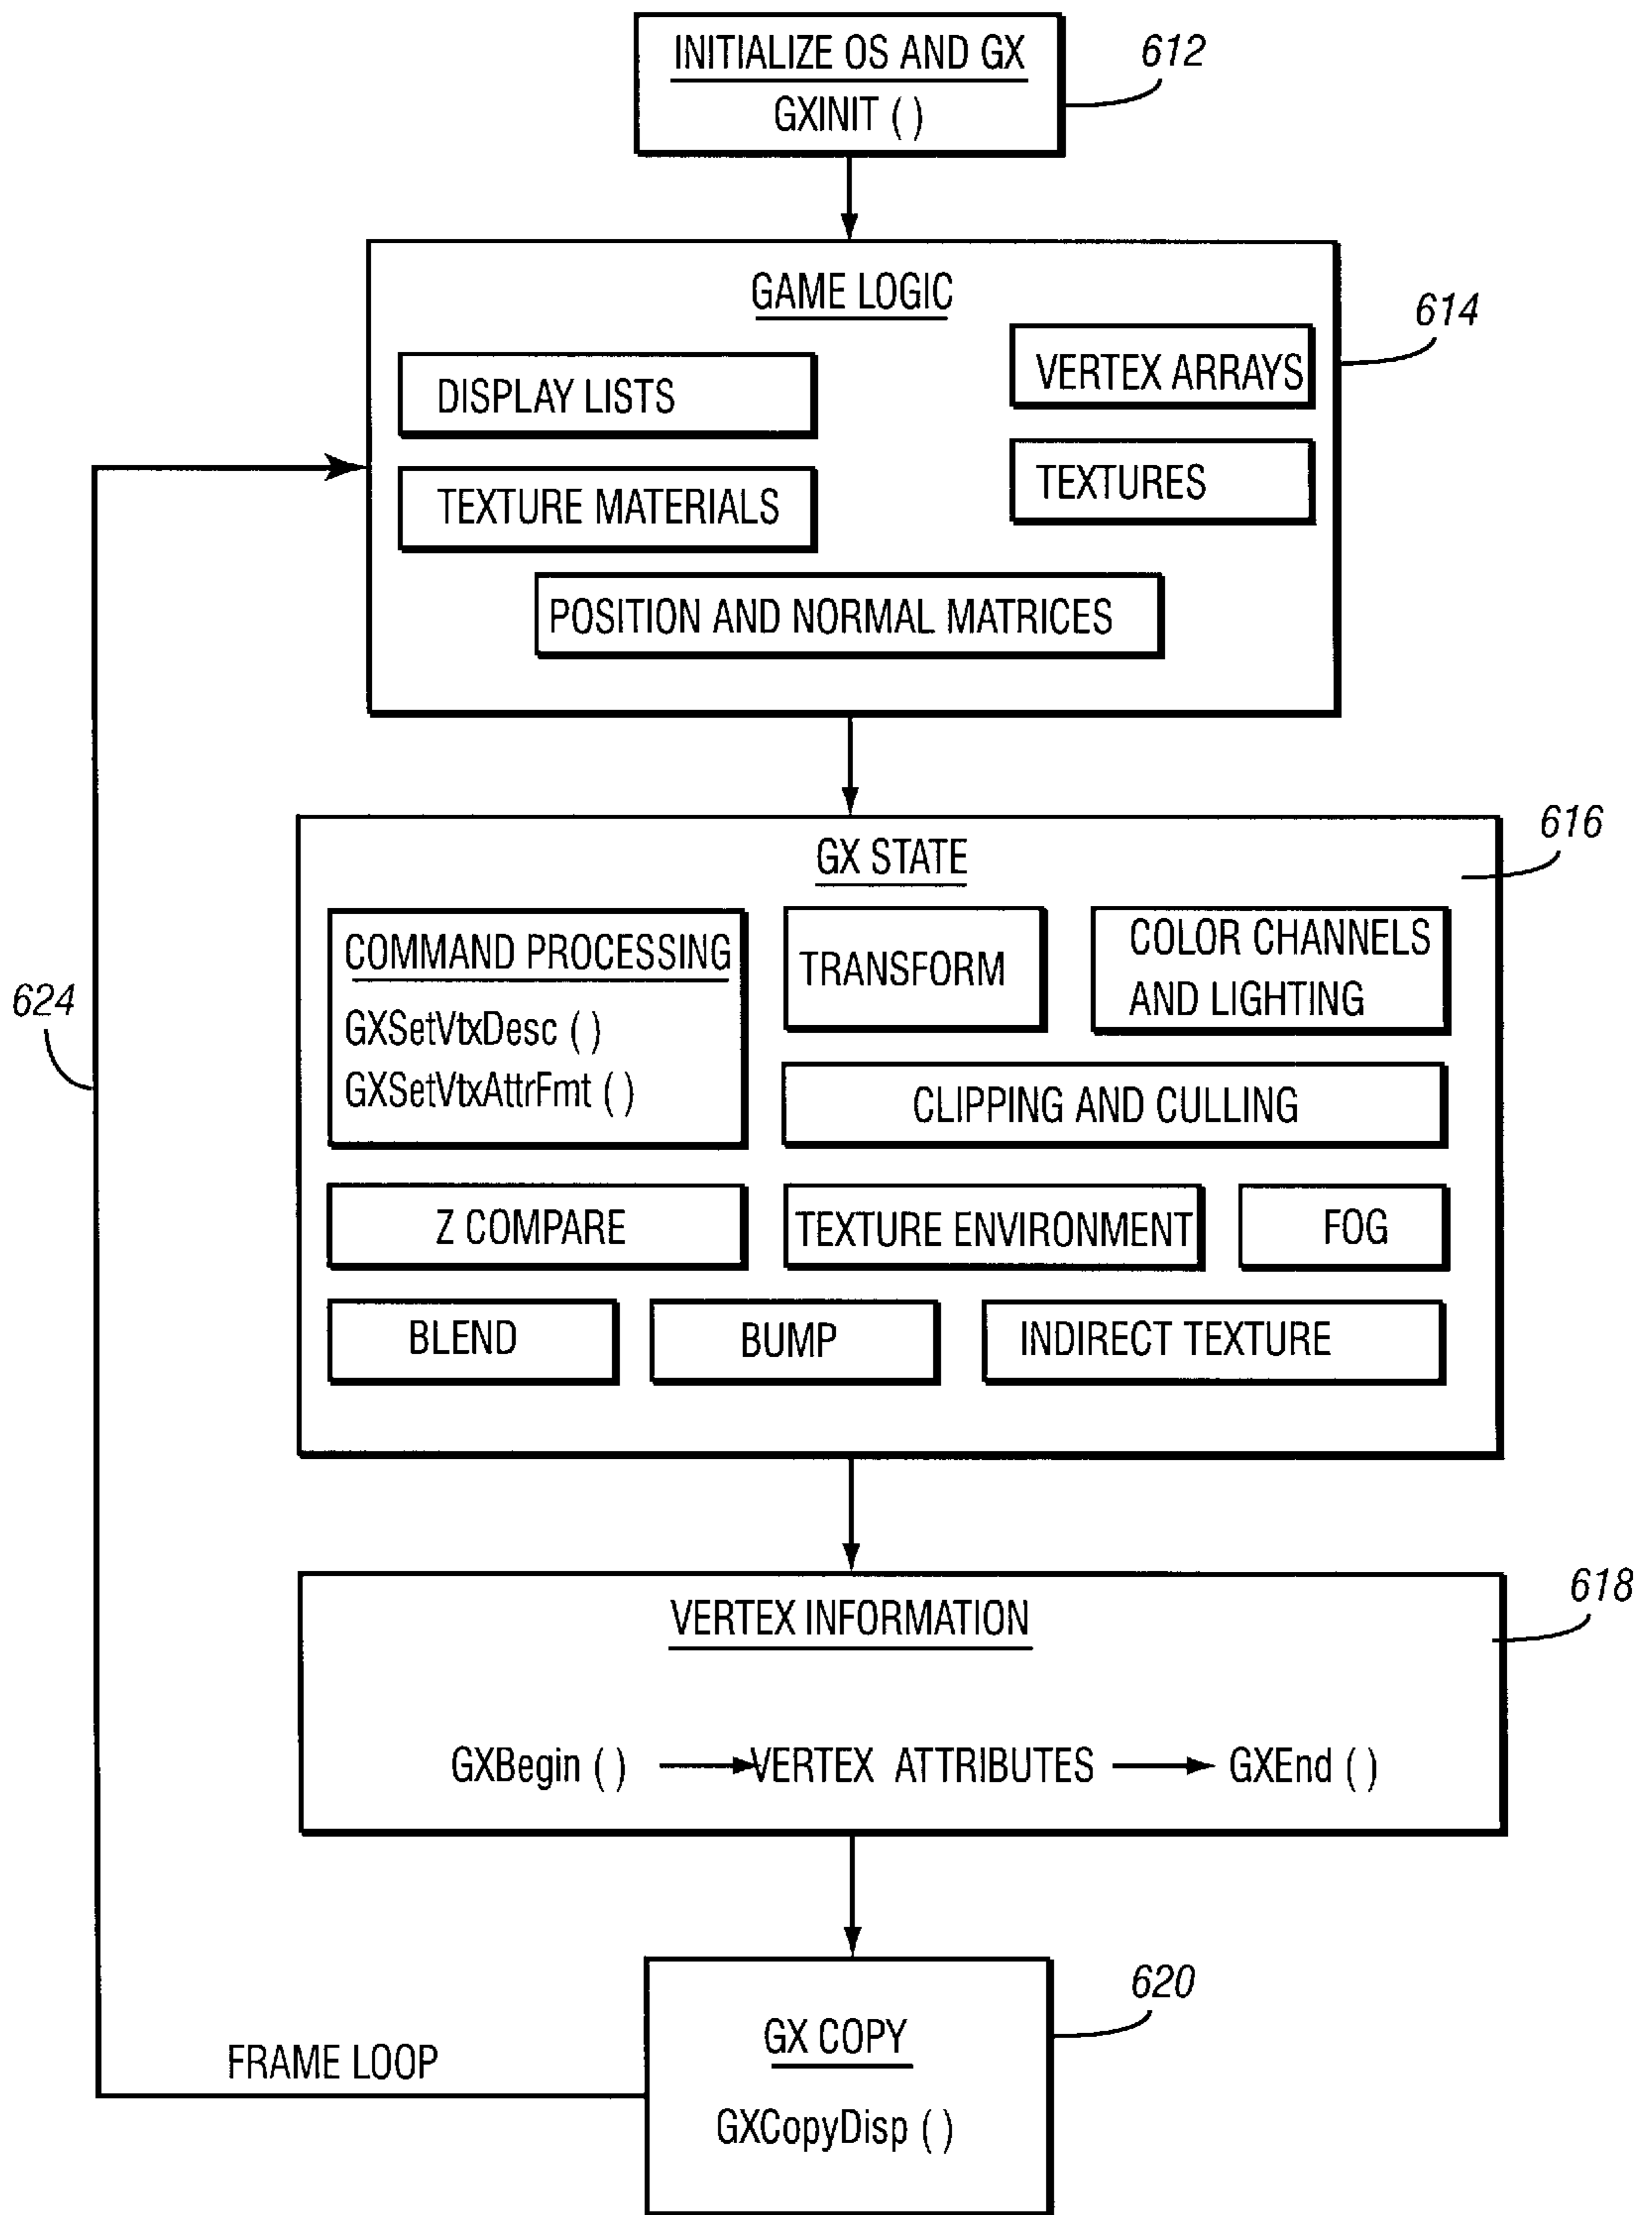 INITIALIZE OS AND GX
GXINIT ( )
612
GAME LOGIC
614
DISPLAY LISTS
VERTEX ARRAYS
TEXTURE MATERIALS
TEXTURES
POSITION AND NORMAL MATRICES
616
GX STATE
COMMAND PROCESSING
GXSetVtxDesc ( )
GXSetVtxAttrFmt ( )
TRANSFORM
COLOR CHANNELS
AND LIGHTING
CLIPPING AND CULLING
624
Z COMPARE
TEXTURE ENVIRONMENT
FOG
BLEND
BUMP
INDIRECT TEXTURE
618
VERTEX INFORMATION
GXBegin ( ) VERTEX ATTRIBUTES GXEnd ( )
620
GX COPY
GXCopyDisp ( )
FRAME LOOP